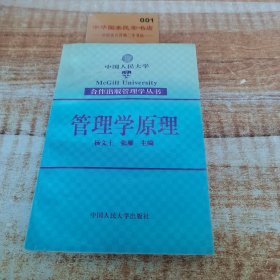 001
中国人民大学
McGill University
合作出版管理学丛书
管理学原理
杨文士 张雁 主编
中国人民大学出版社